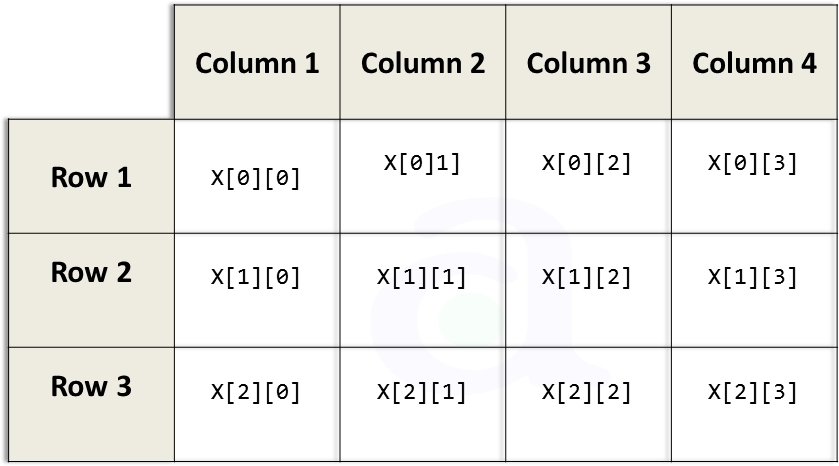 Column 1 Column 2 Column 3 Column 4
Row 1 X[0][0] X[0]1] X[0][2] X[0][3]
Row 2 X[1][0] X[1][1] X[1][2] X[1][3]
Row 3 X[2][0] X[2][1] X[2][2] X[2][3]